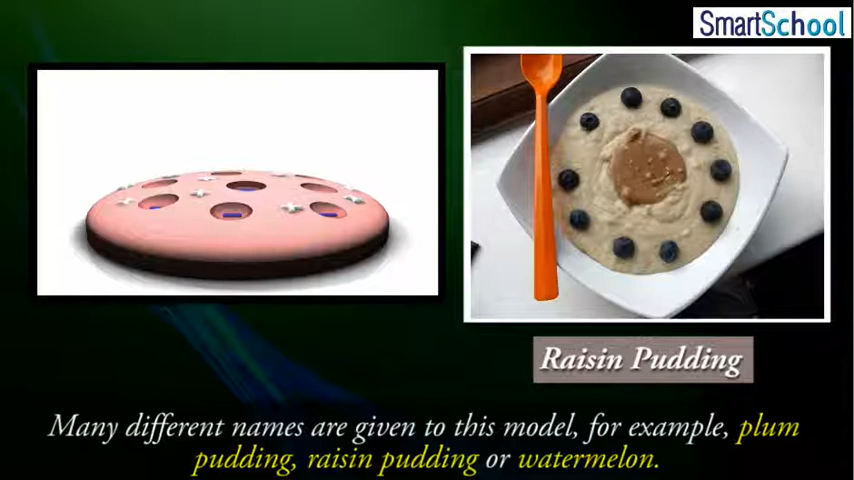 SmartSchool
Raisin Pudding
Many different names are given to this model, for example, plum
pudding, raisin pudding or watermelon.